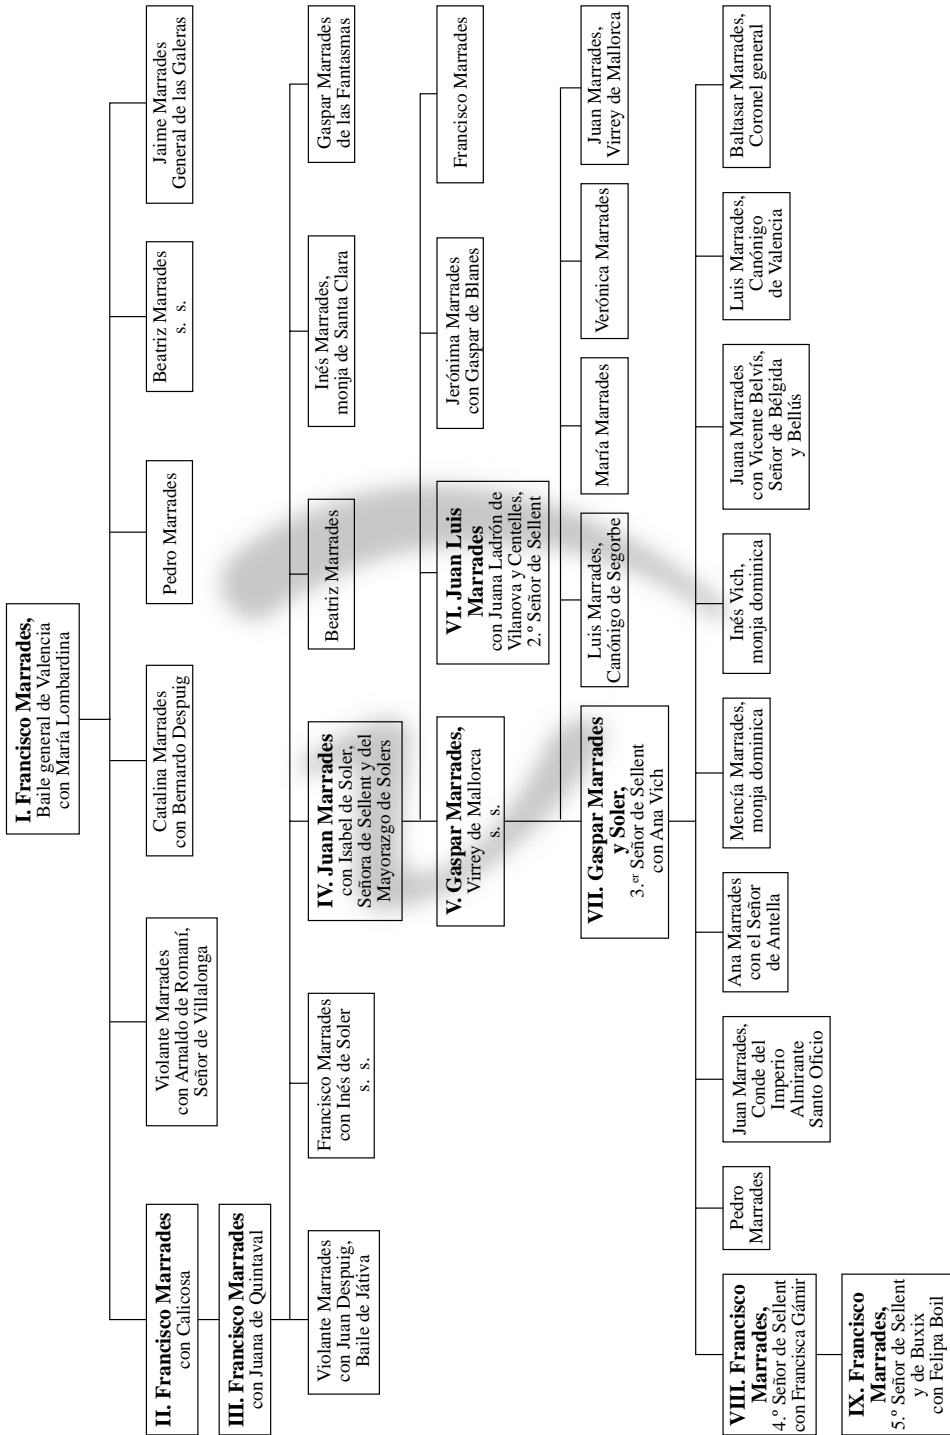 I. Francisco Marrades,
Baile general de Valencia
con María Lombardina
II. Francisco Marrades
con Calicosa
Violante Marrades
con Arnaldo de Romaní,
Señor de Villalonga
Catalina Marrades
con Bernardo Despuig
Pedro Marrades
Beatriz Marrades
s. s.
Jaime Marrades
General de las Galeras
III. Francisco Marrades
con Juana de Quintaval
Violante Marrades
con Juan Despuig,
Baile de Játiva
Francisco Marrades
con Inés de Soler
s. s.
IV. Juan Marrades
con Isabel de Soler,
Señora de Sellent y del
Mayorazgo de Solers
Beatriz Marrades
Inés Marrades,
monja de Santa Clara
Gaspar Marrades
de las Fantasmas
V. Gaspar Marrades,
Virrey de Mallorca
s. s.
VI. Juan Luis
Marrades
con Juana Ladrón de
Vilanova y Centelles,
2.º Señor de Sellent
Jerónima Marrades
con Gaspar de Blanes
Francisco Marrades
VII. Gaspar Marrades
y Soler,
3.er Señor de Sellent
con Ana Vich
Luis Marrades,
Canónigo de Segorbe
María Marrades
Verónica Marrades
Juan Marrades,
Virrey de Mallorca
VIII. Francisco
Marrades,
4.º Señor de Sellent
con Francisca Gámir
Pedro
Marrades
Juan Marrades,
Conde del
Imperio
Almirante
Santo Oficio
Ana Marrades
con el Señor
de Antella
Mencía Marrades,
monja dominica
Inés Vich,
monja dominica
Juana Marrades
con Vicente Belvís,
Señor de Bélgida
y Bellús
Luis Marrades,
Canónigo
de Valencia
Baltasar Marrades,
Coronel general
IX. Francisco
Marrades,
5.º Señor de Sellent
y de Buxix
con Felipa Boil